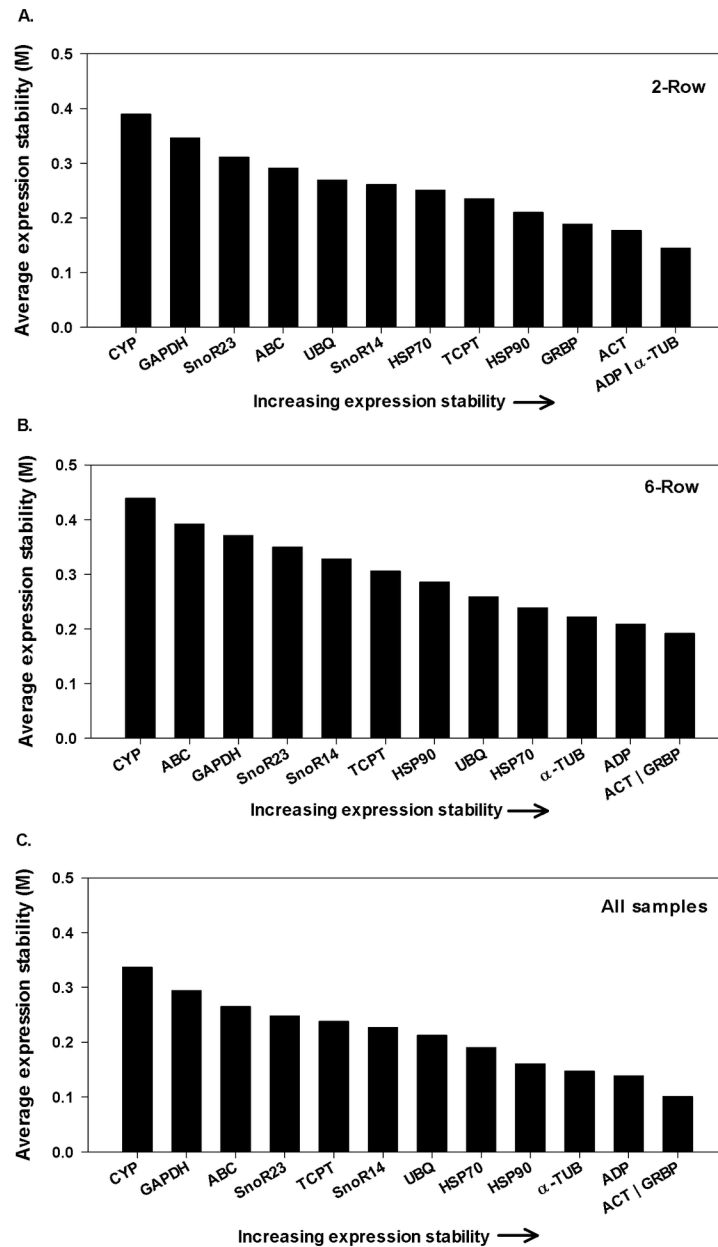 A.
Average expression stability (M)
0.5
0.4
0.3
0.2
0.1
0.0
2-Row
CYP
GAPDH
SnoR23
ABC
UBQ
SnoR14
HSP70
TCPT
HSP90
GRBP
ACT
ADP | α-TUB
Increasing expression stability →
B.
Average expression stability (M)
0.5
0.4
0.3
0.2
0.1
0.0
6-Row
CYP
ABC
GAPDH
SnoR23
SnoR14
TCPT
HSP90
UBQ
HSP70
α-TUB
ADP
ACT | GRBP
Increasing expression stability →
C.
Average expression stability (M)
0.5
0.4
0.3
0.2
0.1
0.0
All samples
CYP
GAPDH
ABC
SnoR23
TCPT
SnoR14
UBQ
HSP70
HSP90
α-TUB
ADP
ACT | GRBP
Increasing expression stability →